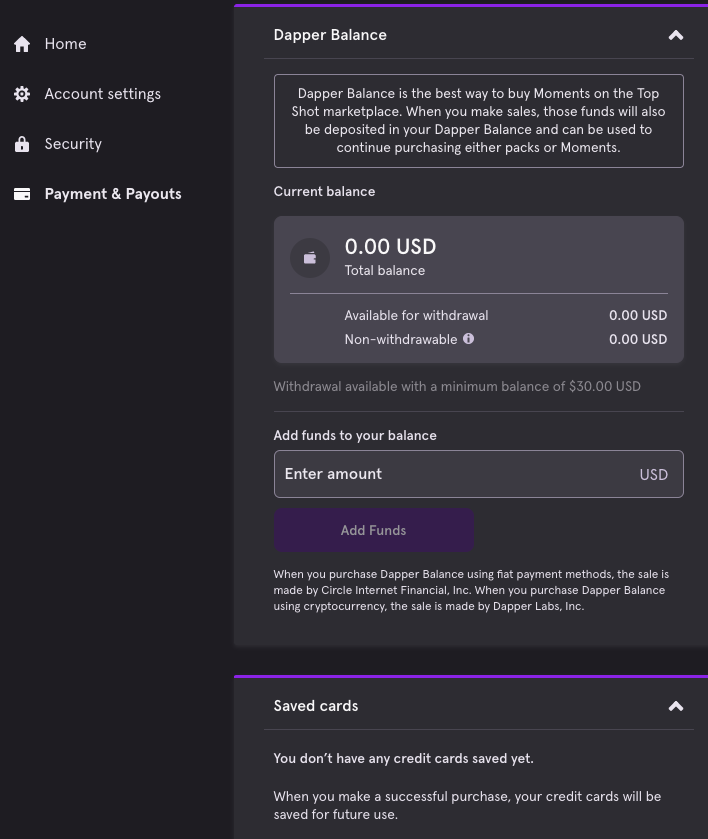 Home
Account settings
Security
Payment & Payouts
Dapper Balance
Dapper Balance is the best way to buy Moments on the Top
Shot marketplace. When you make sales, those funds will also
be deposited in your Dapper Balance and can be used to
continue purchasing either packs or Moments.
Current balance
0.00 USD
Total balance
Available for withdrawal 0.00 USD
Non-withdrawable 0.00 USD
Withdrawal available with a minimum balance of $30.00 USD
Add funds to your balance
Enter amount USD
Add Funds
When you purchase Dapper Balance using fiat payment methods, the sale is
made by Circle Internet Financial, Inc. When you purchase Dapper Balance
using cryptocurrency, the sale is made by Dapper Labs, Inc.
Saved cards
You don’t have any credit cards saved yet.
When you make a successful purchase, your credit cards will be
saved for future use.